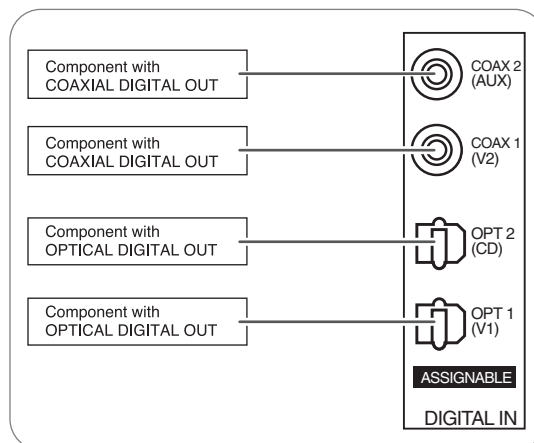 Component with
COAXIAL DIGITAL OUT
COAX 2
(AUX)
Component with
COAXIAL DIGITAL OUT
COAX 1
(V2)
Component with
OPTICAL DIGITAL OUT
OPT 2
(CD)
Component with
OPTICAL DIGITAL OUT
OPT 1
(V1)
ASSIGNABLE
DIGITAL IN